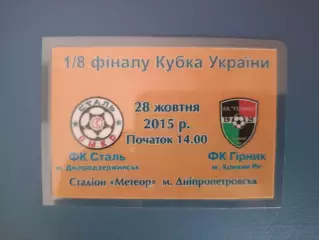 1/8 фіналу Кубка України
28 жовтня
2015 р.
Початок 14.00
СТАЛЬ
ФК Сталь
м. Дніпродзержинськ
ФК Гірник
м. Кривий Ріг
Стадіон «Метеор» м. Дніпропетровськ